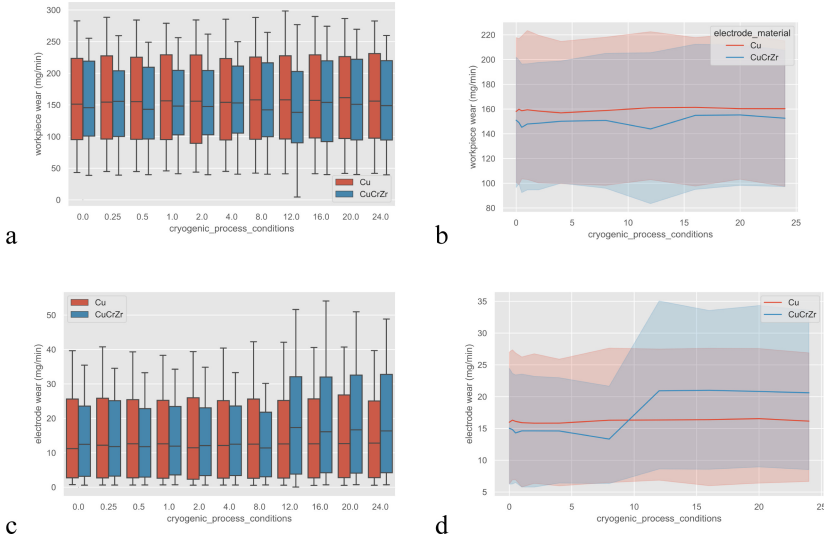 300
250
200
150
100
50
0
workpiece wear (mg/min)
Cu
CuCrZr
0.0 0.25 0.5 1.0 2.0 4.0 8.0 12.0 16.0 20.0 24.0
cryogenic_process_conditions
a
220
200
180
160
140
120
100
80
workpiece wear (mg/min)
electrode_material
Cu
CuCrZr
0 5 10 15 20 25
cryogenic_process_conditions
b
50
40
30
20
10
0
electrode wear (mg/min)
Cu
CuCrZr
0.0 0.25 0.5 1.0 2.0 4.0 8.0 12.0 16.0 20.0 24.0
cryogenic_process_conditions
c
35
30
25
20
15
10
5
electrode wear (mg/min)
Cu
CuCrZr
0 5 10 15 20 25
cryogenic_process_conditions
d